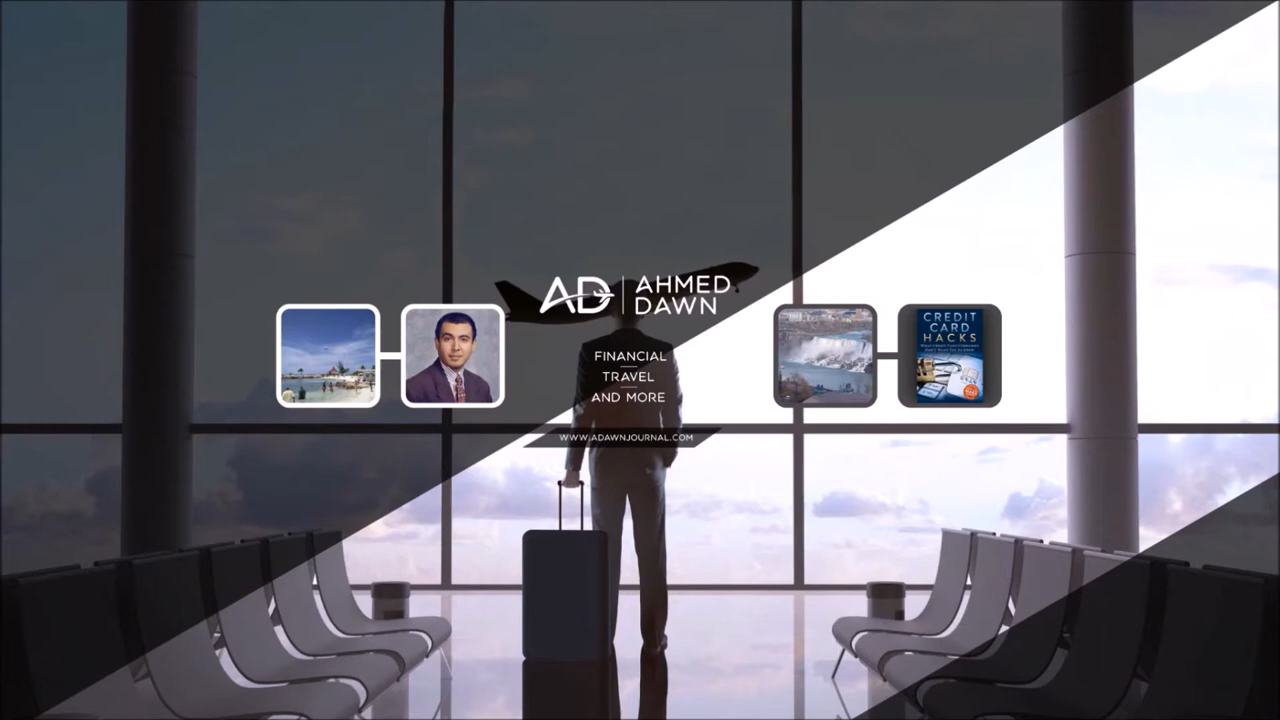 AD
AHMED
DAWN
FINANCIAL
TRAVEL
AND MORE
WWW.ADAWNJOURNAL.COM
CREDIT
CARD
HACKS